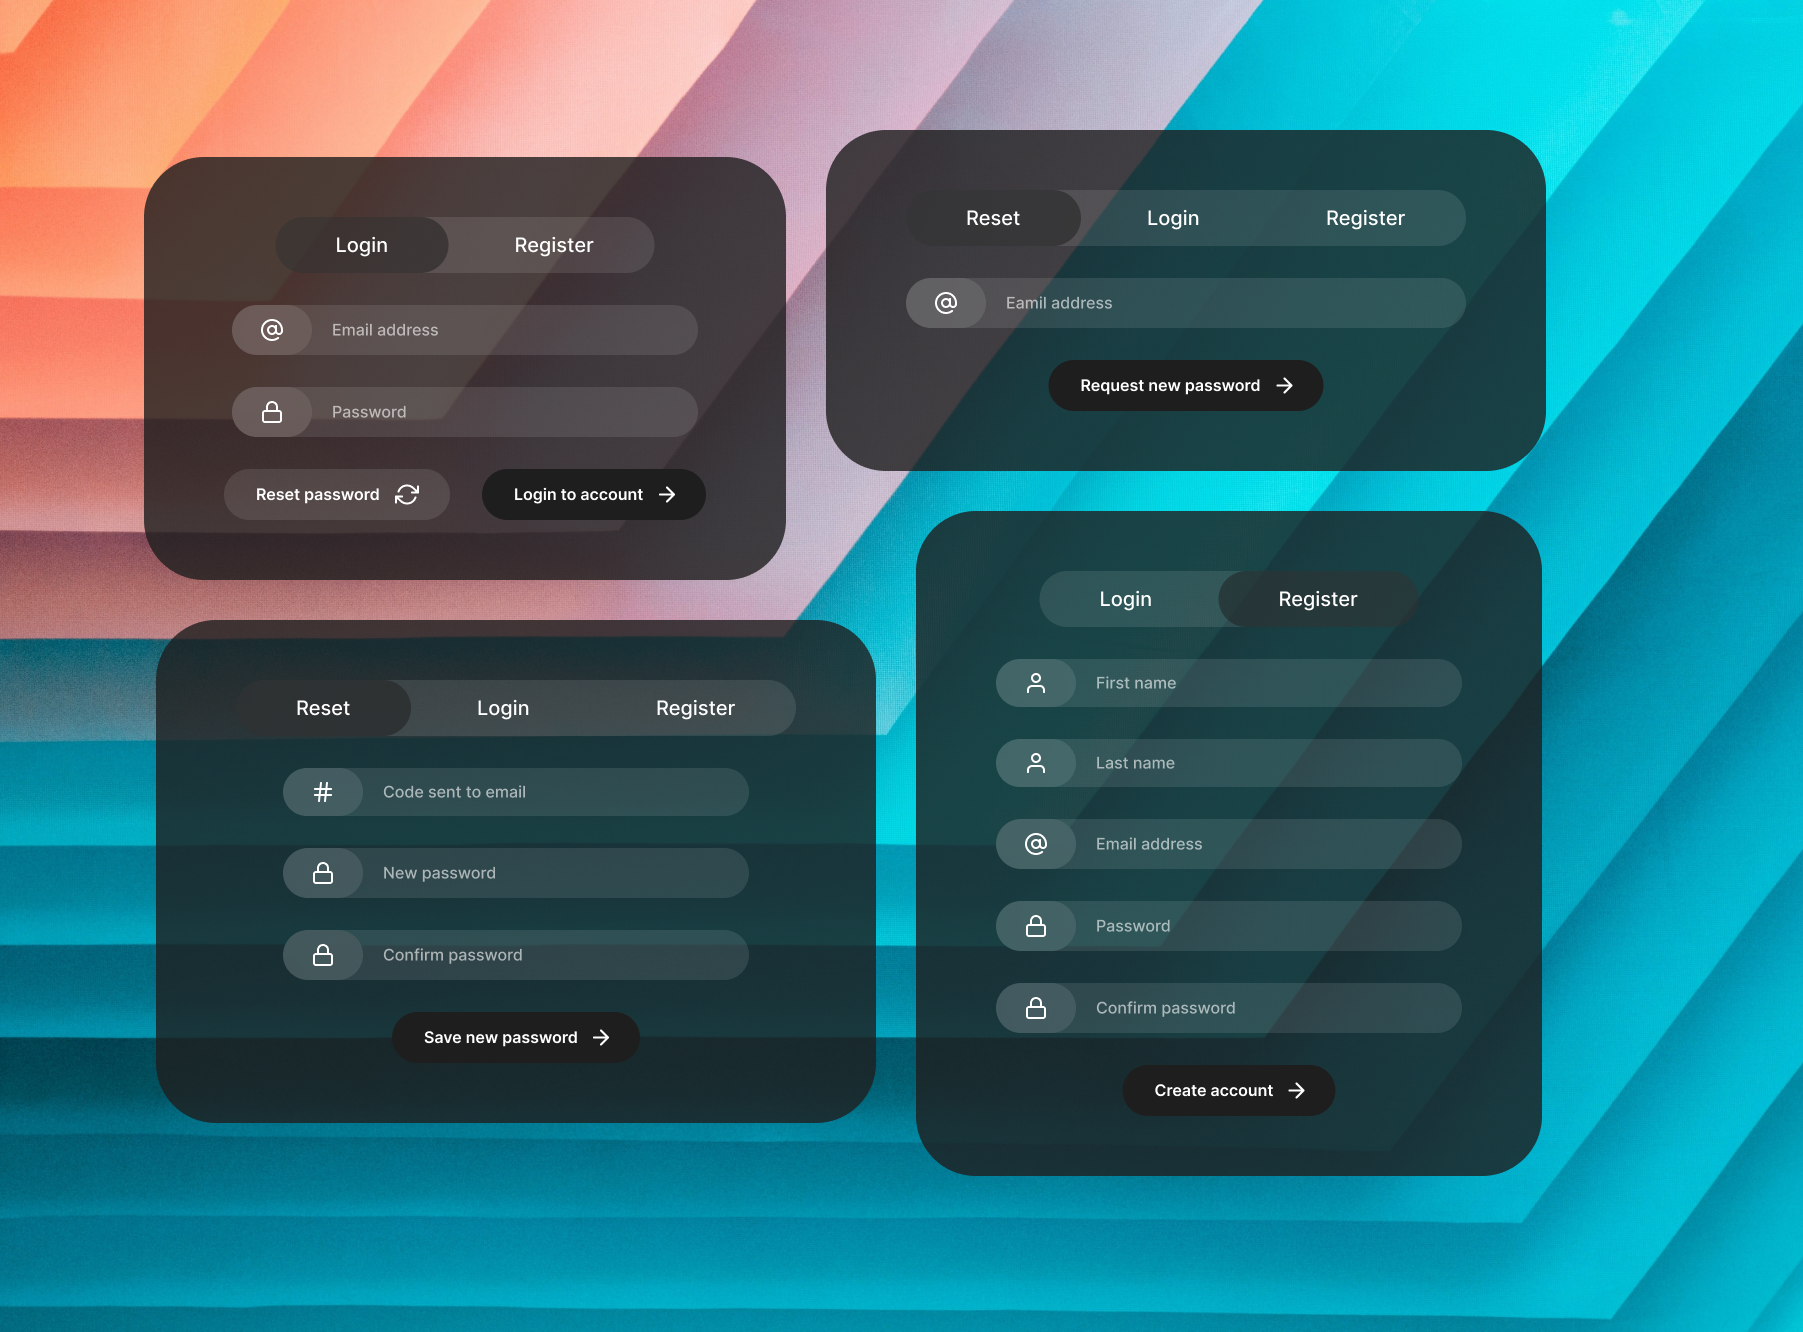 Login Register
Email address
Password
Reset password Login to account
Reset Login Register
Eamil address
Request new password
Reset Login Register
Code sent to email
New password
Confirm password
Save new password
Login Register
First name
Last name
Email address
Password
Confirm password
Create account